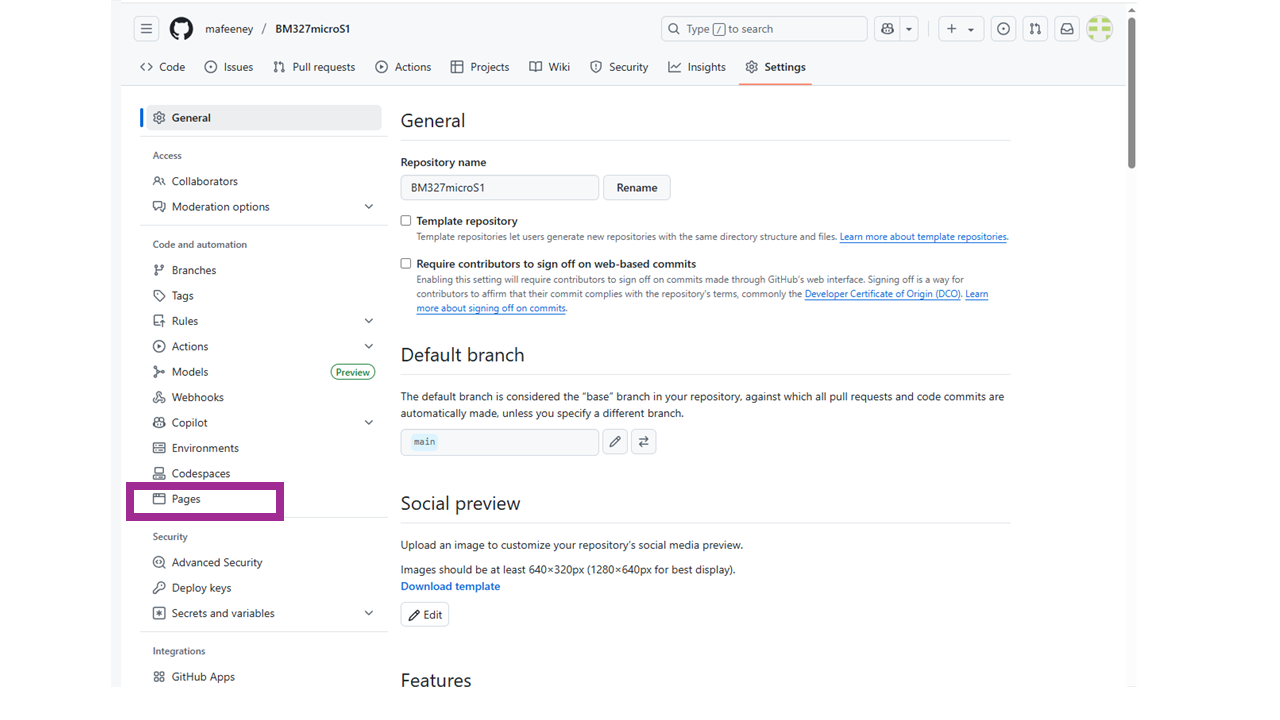 mafeeney / BM327microS1
Type / to search
Code Issues Pull requests Actions Projects Wiki Security Insights Settings
General
Access
Collaborators
Moderation options
Code and automation
Branches
Tags
Rules
Actions
Models Preview
Webhooks
Copilot
Environments
Codespaces
Pages
Security
Advanced Security
Deploy keys
Secrets and variables
Integrations
GitHub Apps
General
Repository name
BM327microS1 Rename
Template repository
Template repositories let users generate new repositories with the same directory structure and files. Learn more about template repositories.
Require contributors to sign off on web-based commits
Enabling this setting will require contributors to sign off on commits made through GitHub's web interface. Signing off is a way for
contributors to affirm that their commit complies with the repository's terms, commonly the Developer Certificate of Origin (DCO). Learn
more about signing off on commits.
Default branch
The default branch is considered the “base” branch in your repository, against which all pull requests and code commits are
automatically made, unless you specify a different branch.
main
Social preview
Upload an image to customize your repository's social media preview.
Images should be at least 640×320px (1280×640px for best display).
Download template
Edit
Features